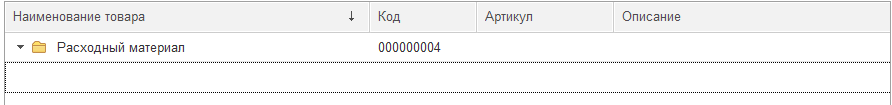 Наименование товара ↓ Код Артикул Описание
Расходный материал 000000004